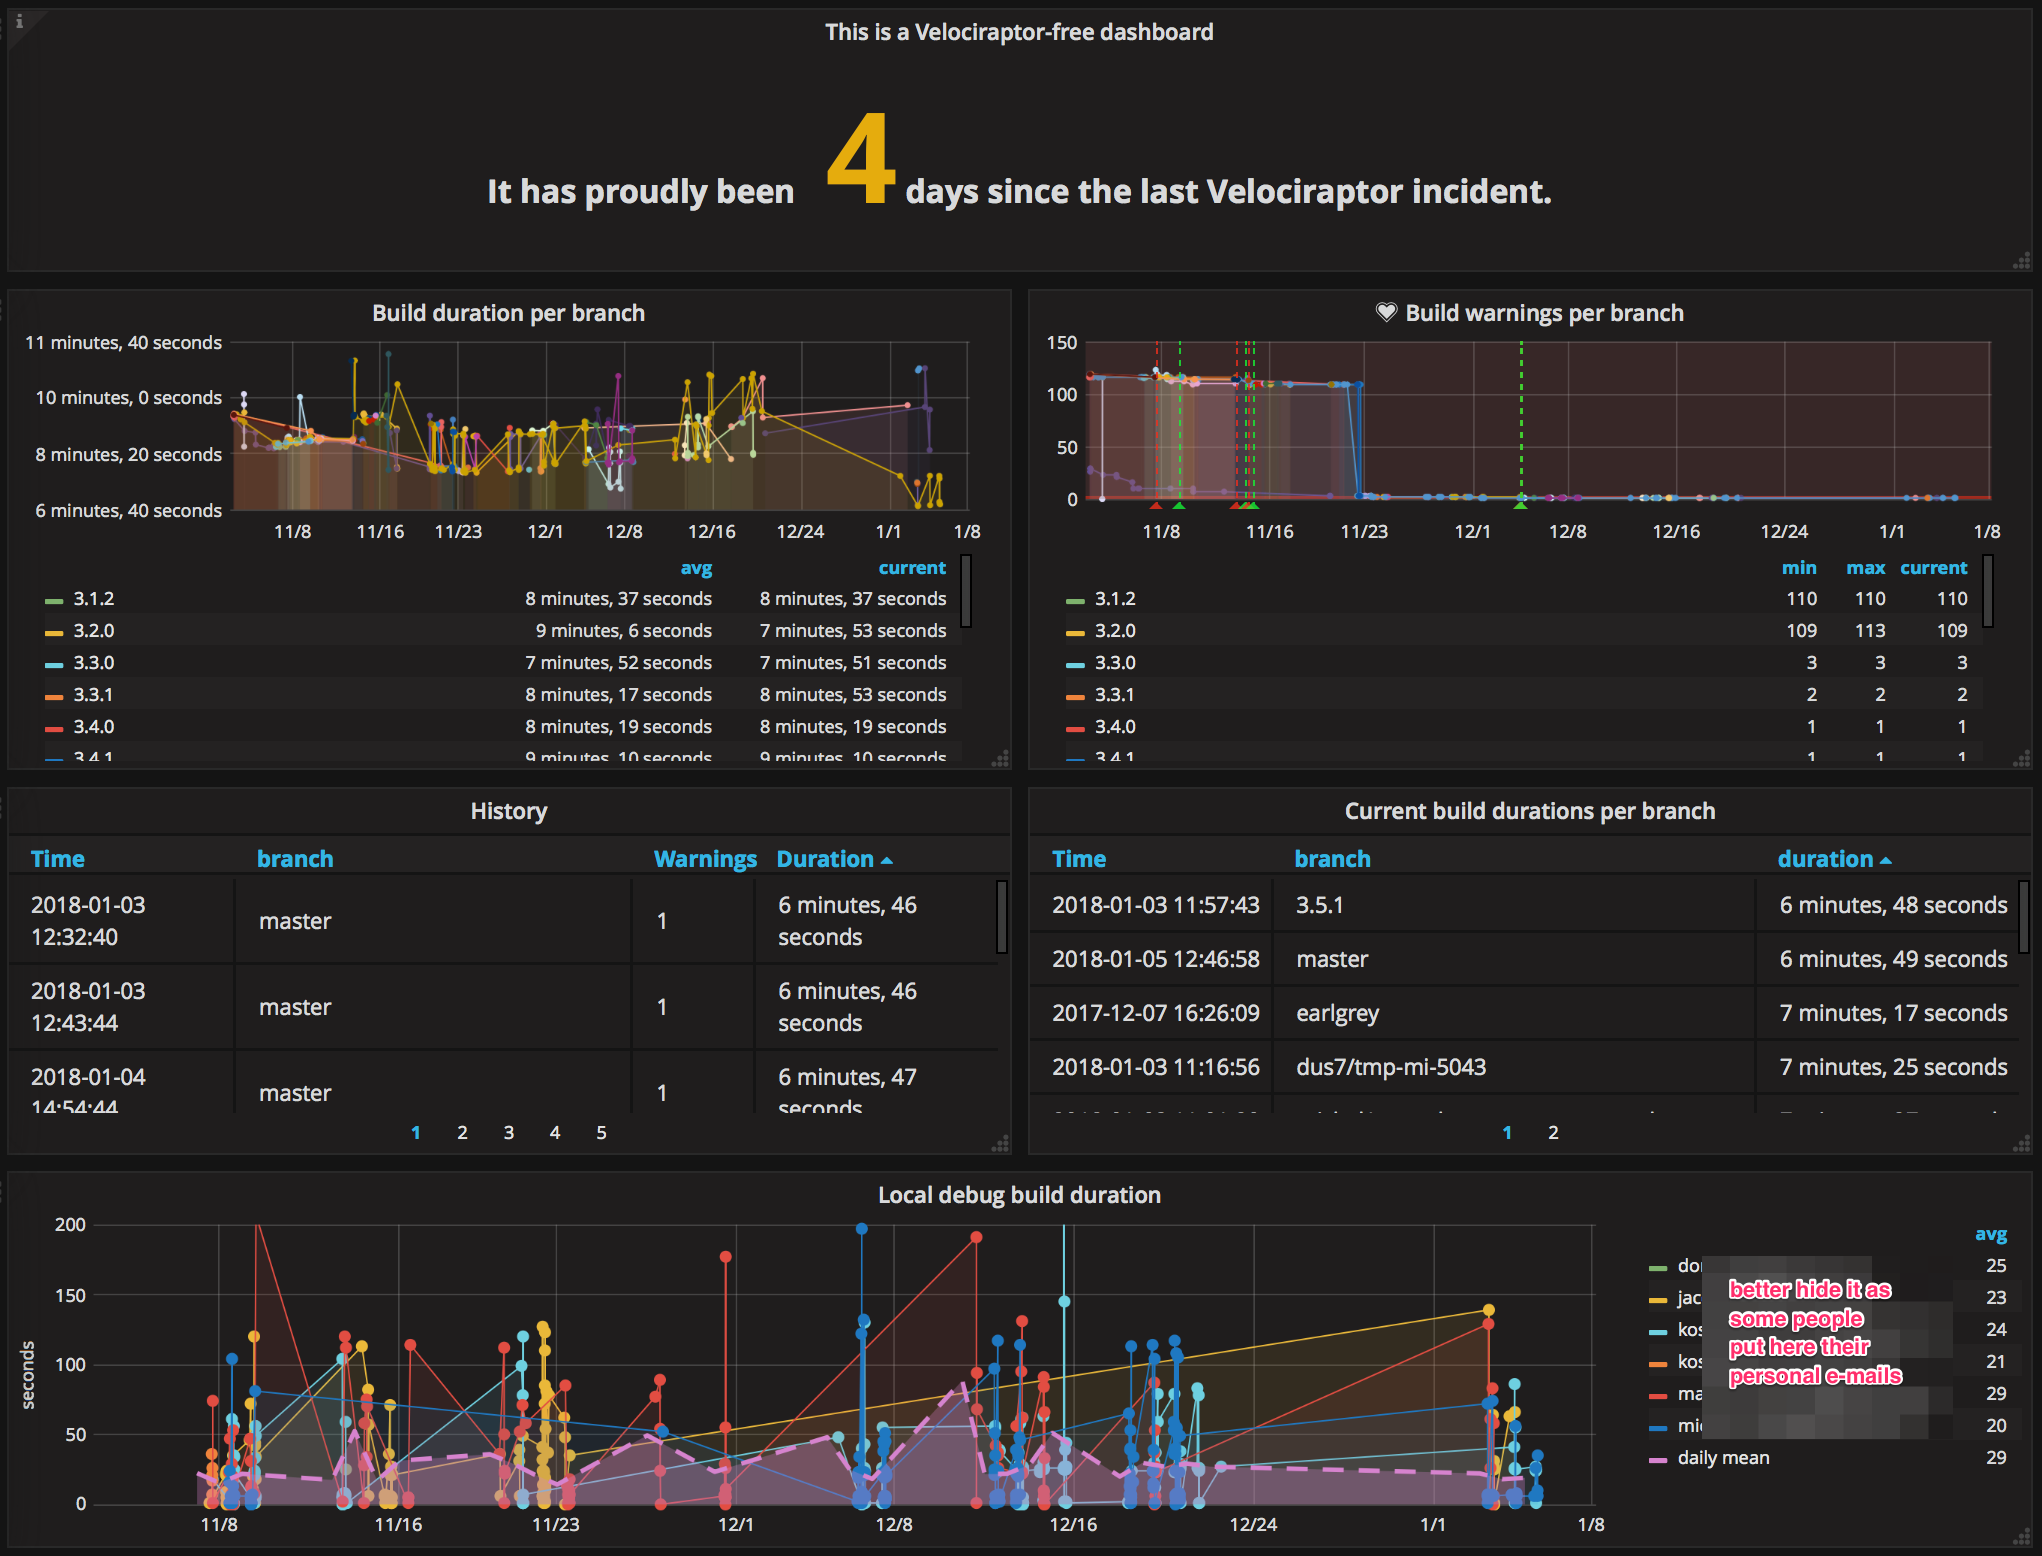 This is a Velociraptor-free dashboard
It has proudly been 4 days since the last Velociraptor incident.
Build duration per branch
11 minutes, 40 seconds
10 minutes, 0 seconds
8 minutes, 20 seconds
6 minutes, 40 seconds
11/8 11/16 11/23 12/1 12/8 12/16 12/24 1/1 1/8
avg current
3.1.2 8 minutes, 37 seconds 8 minutes, 37 seconds
3.2.0 9 minutes, 6 seconds 7 minutes, 53 seconds
3.3.0 7 minutes, 52 seconds 7 minutes, 51 seconds
3.3.1 8 minutes, 17 seconds 8 minutes, 53 seconds
3.4.0 8 minutes, 19 seconds 8 minutes, 19 seconds
3.4.1 9 minutes, 10 seconds 9 minutes, 10 seconds
Build warnings per branch
150
100
50
0
11/8 11/16 11/23 12/1 12/8 12/16 12/24 1/1 1/8
min max current
3.1.2 110 110 110
3.2.0 109 113 109
3.3.0 3 3 3
3.3.1 2 2 2
3.4.0 1 1 1
3.4.1 1 1 1
History
Time branch Warnings Duration
2018-01-03 12:32:40 master 1 6 minutes, 46 seconds
2018-01-03 12:43:44 master 1 6 minutes, 46 seconds
2018-01-04 14:54:44 master 1 6 minutes, 47 seconds
1 2 3 4 5
Current build durations per branch
Time branch duration
2018-01-03 11:57:43 3.5.1 6 minutes, 48 seconds
2018-01-05 12:46:58 master 6 minutes, 49 seconds
2017-12-07 16:26:09 earlgrey 7 minutes, 17 seconds
2018-01-03 11:16:56 dus7/tmp-mi-5043 7 minutes, 25 seconds
1 2
Local debug build duration
seconds
200
150
100
50
0
11/8 11/16 11/23 12/1 12/8 12/16 12/24 1/1 1/8
avg
dor 25
jac 23
kos 24
kos 21
ma 29
mic 20
daily mean 29
better hide it as
some people
put here their
personal e-mails